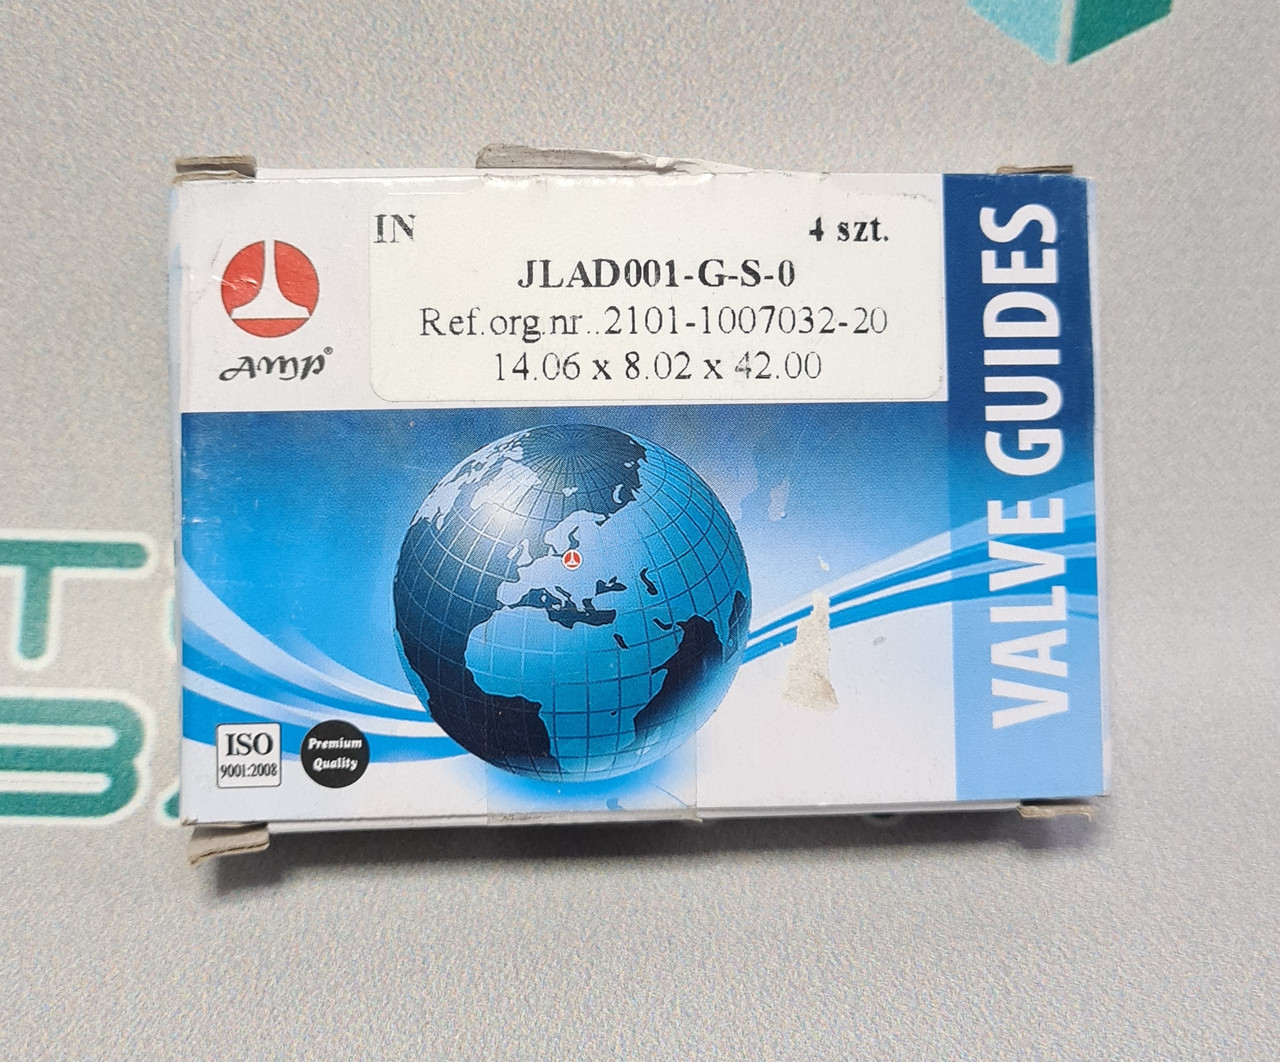 IN
4 szt.
JLAD001-G-S-0
Ref.org.nr..2101-1007032-20
14.06 x 8.02 x 42.00
AMP®
VALVE GUIDES
ISO
9001:2008
Premium
Quality